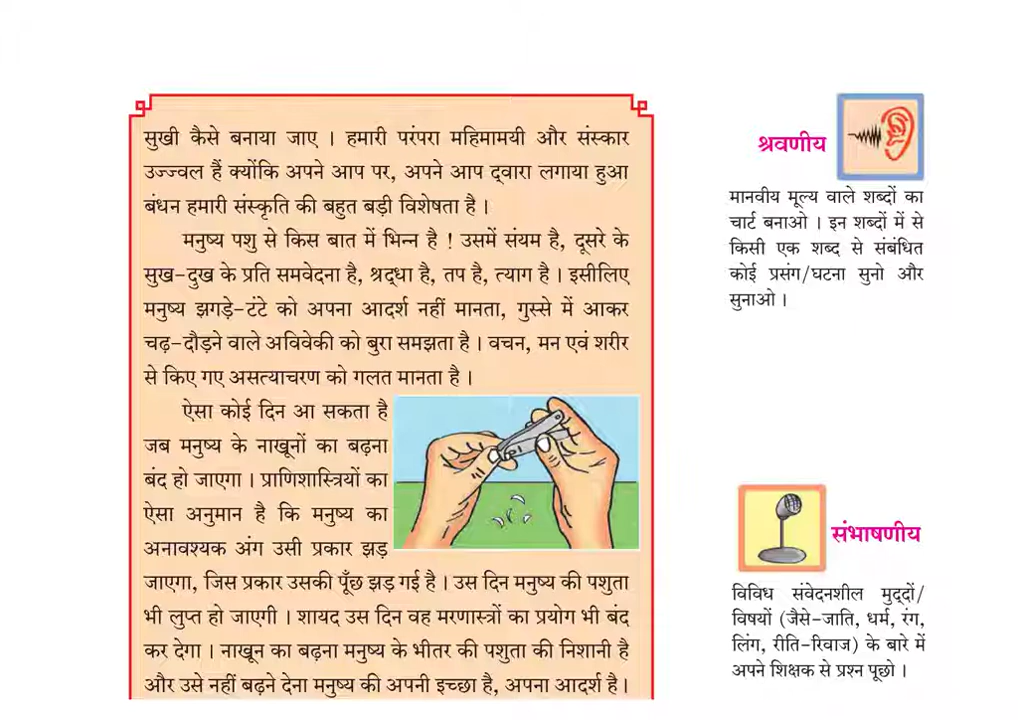 सुखी कैसे बनाया जाए । हमारी परंपरा महिमामयी और संस्कार
उज्ज्वल हैं क्योंकि अपने आप पर, अपने आप द्वारा लगाया हुआ
बंधन हमारी संस्कृति की बहुत बड़ी विशेषता है ।
मनुष्य पशु से किस बात में भिन्न है ! उसमें संयम है, दूसरे के
सुख-दुख के प्रति समवेदना है, श्रद्धा है, तप है, त्याग है । इसीलिए
मनुष्य झगड़े-टंटे को अपना आदर्श नहीं मानता, गुस्से में आकर
चढ़-दौड़ने वाले अविवेकी को बुरा समझता है । वचन, मन एवं शरीर
से किए गए असत्याचरण को गलत मानता है ।
ऐसा कोई दिन आ सकता है
जब मनुष्य के नाखूनों का बढ़ना
बंद हो जाएगा । प्राणिशास्त्रियों का
ऐसा अनुमान है कि मनुष्य का
अनावश्यक अंग उसी प्रकार झड़
जाएगा, जिस प्रकार उसकी पूँछ झड़ गई है । उस दिन मनुष्य की पशुता
भी लुप्त हो जाएगी । शायद उस दिन वह मरणास्त्रों का प्रयोग भी बंद
कर देगा । नाखून का बढ़ना मनुष्य के भीतर की पशुता की निशानी है
और उसे नहीं बढ़ने देना मनुष्य की अपनी इच्छा है, अपना आदर्श है।
श्रवणीय
मानवीय मूल्य वाले शब्दों का
चार्ट बनाओ । इन शब्दों में से
किसी एक शब्द से संबंधित
कोई प्रसंग/घटना सुनो और
सुनाओ ।
संभाषणीय
विविध संवेदनशील मुद्दों/
विषयों (जैसे-जाति, धर्म, रंग,
लिंग, रीति-रिवाज) के बारे में
अपने शिक्षक से प्रश्न पूछो ।